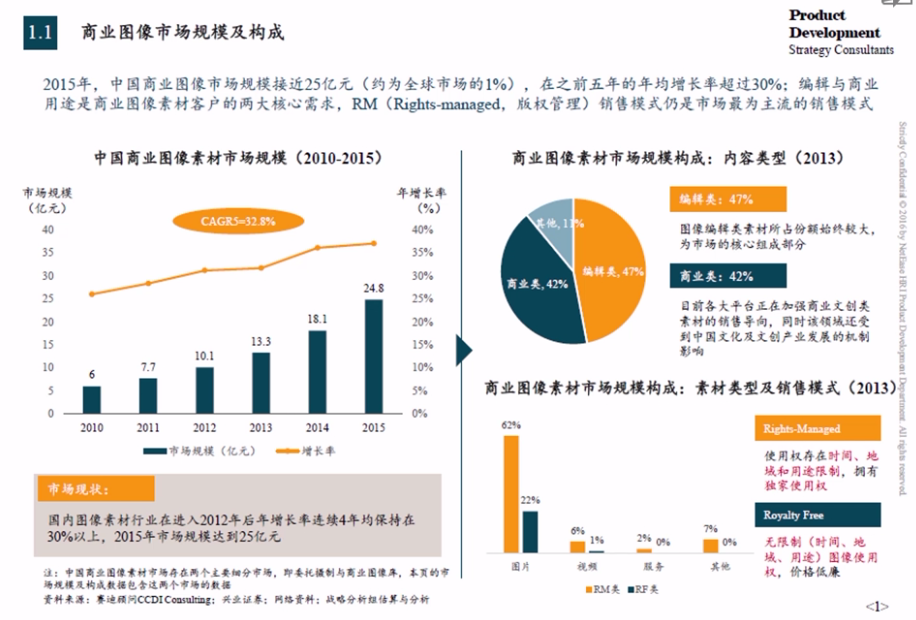 1.1
商业图像市场规模及构成
Product
Development
Strategy Consultants
2015年，中国商业图像市场规模接近25亿元（约为全球市场的1%），在之前五年的年均增长率超过30%；编辑与商业
用途是商业图像素材客户的两大核心需求，RM（Rights-managed，版权管理）销售模式仍是市场最为主流的销售模式
中国商业图像素材市场规模（2010-2015）
市场规模
（亿元）
年增长率
（%）
CAGR5=32.8%
40
35
30
25
20
15
10
5
0
40%
35%
30%
25%
20%
15%
10%
5%
0%
6
7.7
10.1
13.3
18.1
24.8
2010
2011
2012
2013
2014
2015
市场规模（亿元）
增长率
市场现状：
国内图像素材行业在进入2012年后年增长率连续4年均保持在
30%以上，2015年市场规模达到25亿元
注：中国商业图像素材市场存在两个主要细分市场，即委托摄制与商业图像库，本页的市
场规模及构成数据包含这两个市场的数据
资料来源：赛迪顾问CCDI Consulting；兴业证券；网络资料；战略分析组估算与分析
商业图像素材市场规模构成：内容类型（2013）
其他, 11%
商业类, 42%
编辑类, 47%
编辑类：47%
图像编辑类素材所占份额始终较大，
为市场的核心组成部分
商业类：42%
目前各大平台正在加强商业文创类
素材的销售导向，同时该领域还受
到中国文化及文创产业发展的机制
影响
商业图像素材市场规模构成：素材类型及销售模式（2013）
62%
22%
6%
1%
2%
0%
7%
0%
图片
视频
服务
其他
RM类
RF类
Rights-Managed
使用权存在时间、地
域和用途限制，拥有
独家使用权
Royalty Free
无限制（时间、地
域、用途）图像使用
权，价格低廉
Strictly Confidential © 2016 by NetEase HRI Product Development Department. All rights reserved.
<1>